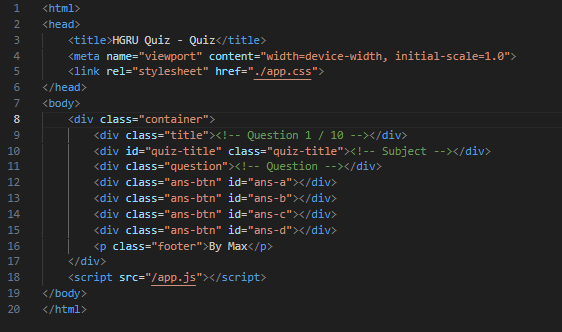 1 <html>
2 <head>
3 <title>HGRU Quiz - Quiz</title>
4 <meta name="viewport" content="width=device-width, initial-scale=1.0">
5 <link rel="stylesheet" href="./app.css">
6 </head>
7 <body>
8 <div class="container">
9 <div class="title"><!-- Question 1 / 10 --></div>
10 <div id="quiz-title" class="quiz-title"><!-- Subject --></div>
11 <div class="question"><!-- Question --></div>
12 <div class="ans-btn" id="ans-a"></div>
13 <div class="ans-btn" id="ans-b"></div>
14 <div class="ans-btn" id="ans-c"></div>
15 <div class="ans-btn" id="ans-d"></div>
16 <p class="footer">By Max</p>
17 </div>
18 <script src="/app.js"></script>
19 </body>
20 </html>